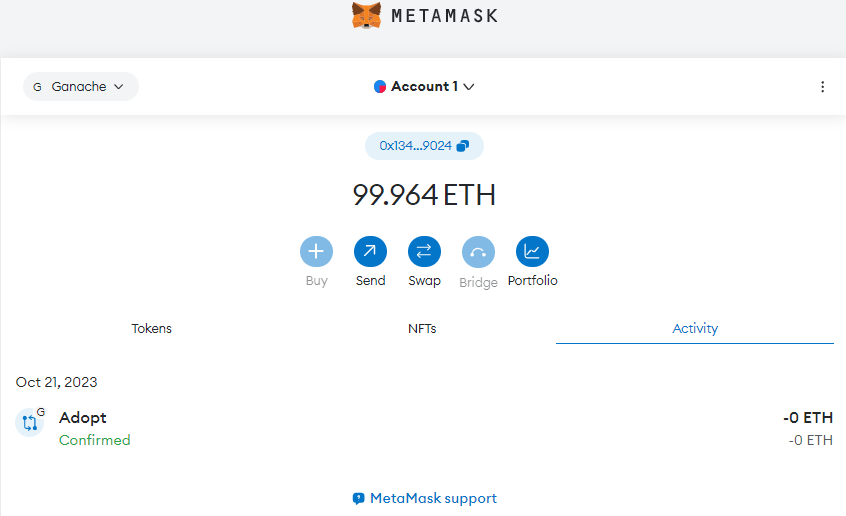 METAMASK
G Ganache
Account 1
0x134...9024
99.964 ETH
Buy Send Swap Bridge Portfolio
Tokens NFTs Activity
Oct 21, 2023
G
Adopt -0 ETH
Confirmed -0 ETH
MetaMask support